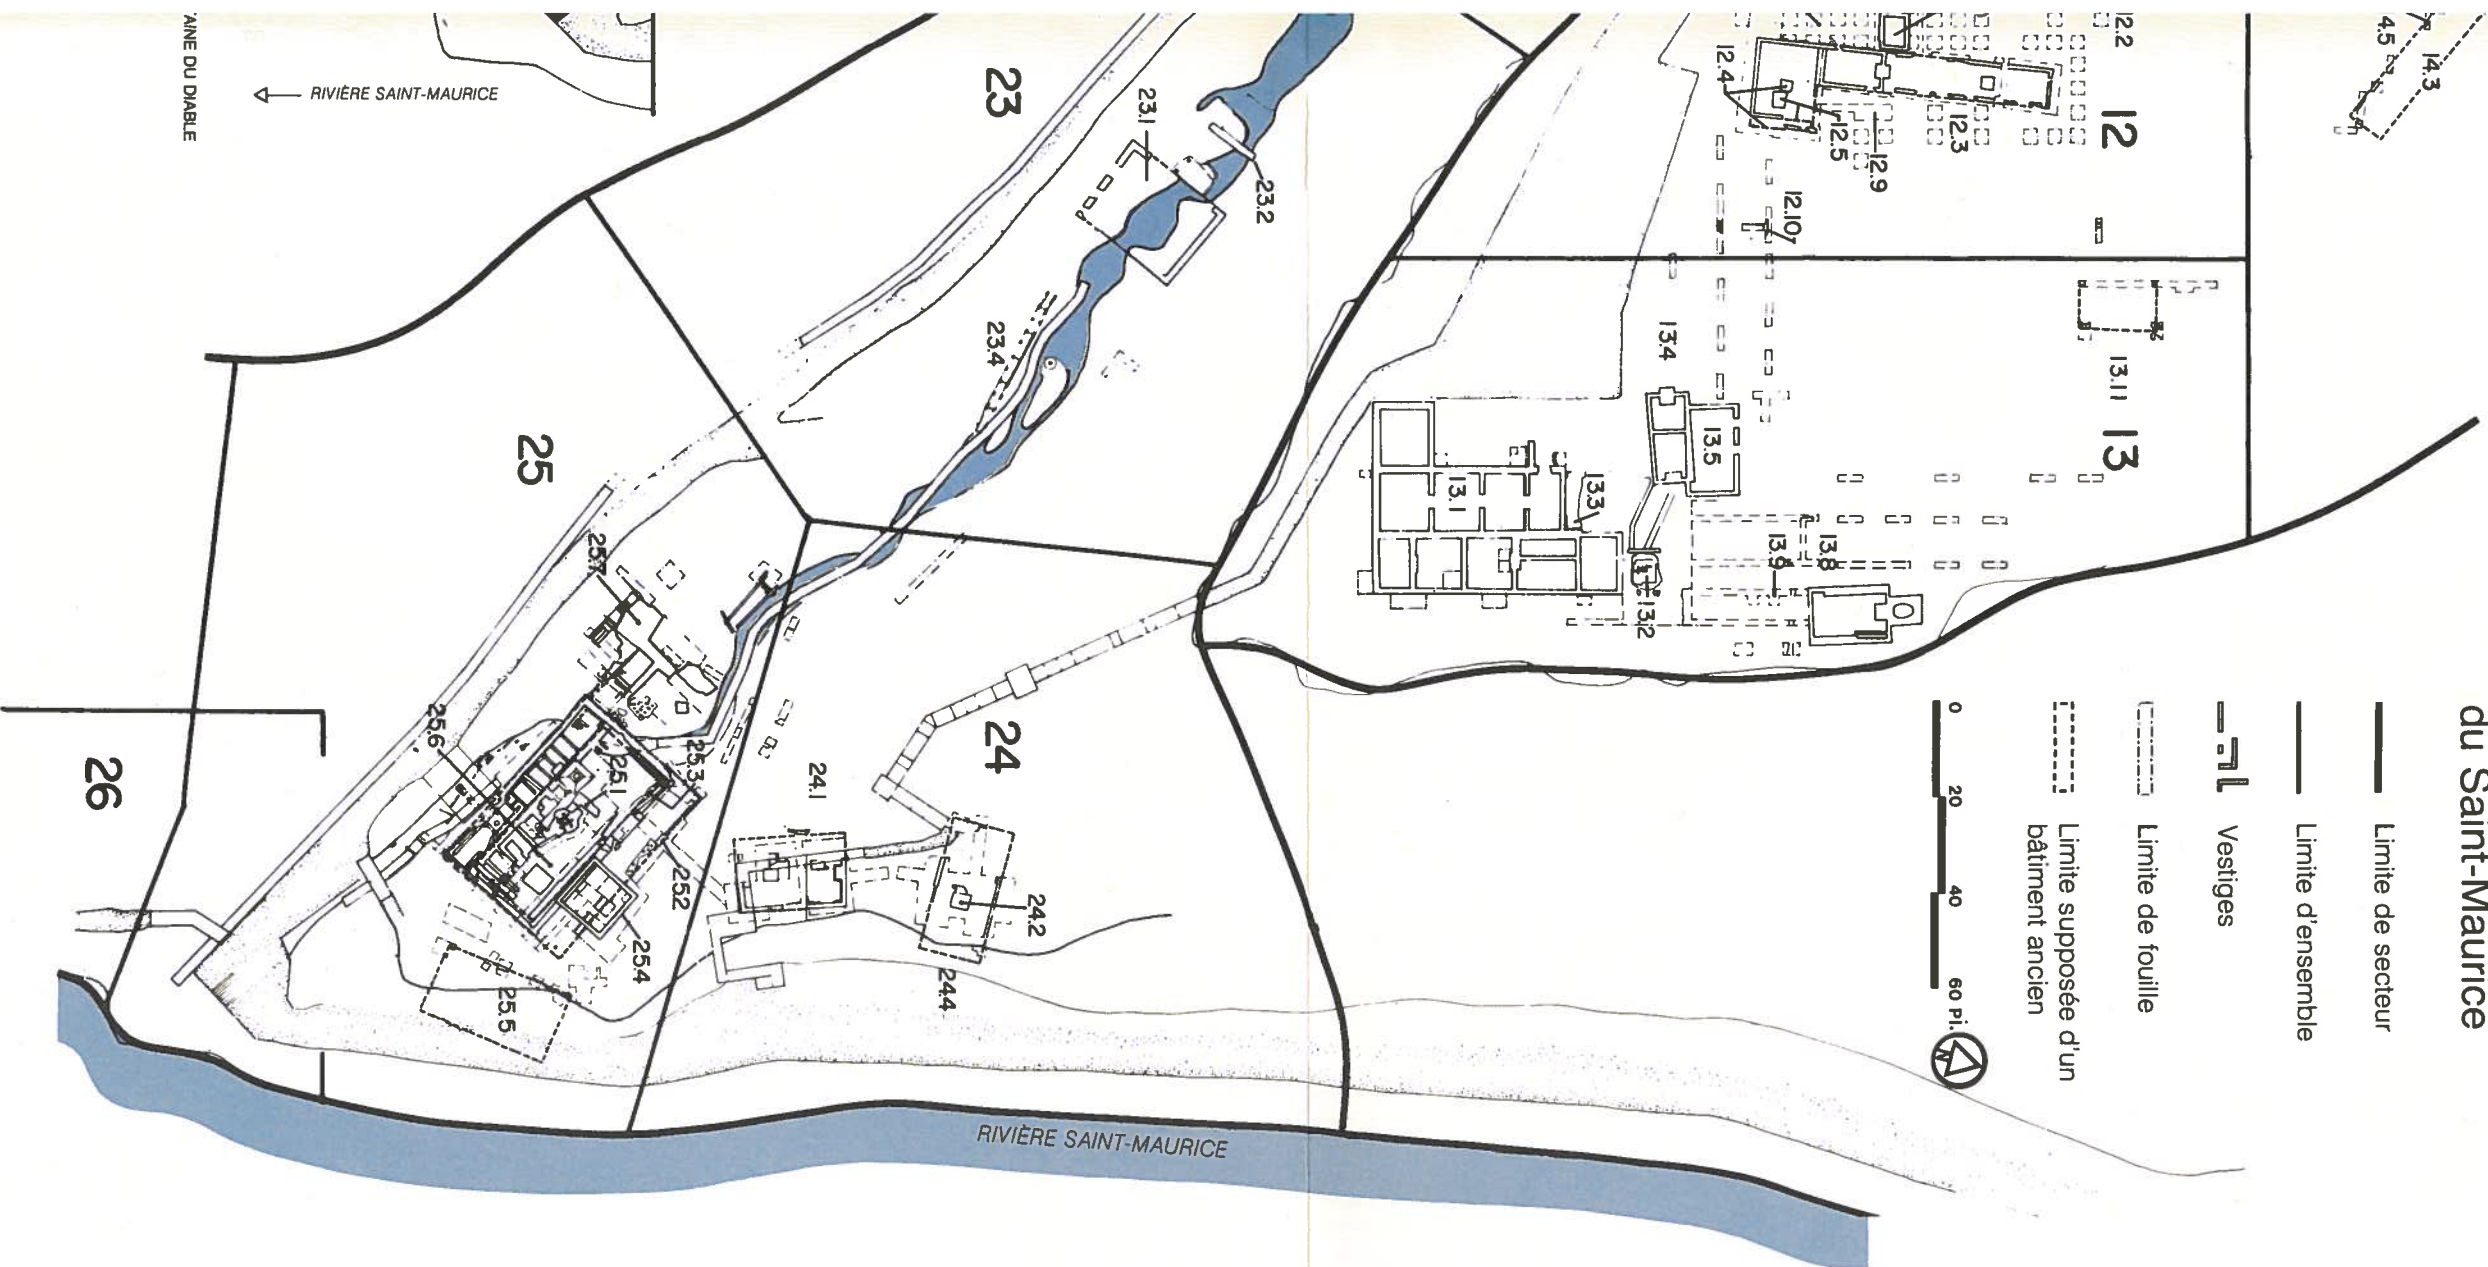 du Saint-Maurice
Limite de secteur
Limite d'ensemble
Vestiges
Limite de fouille
Limite supposée d'un
bâtiment ancien
0 20 40 60 Pi.
N
RIVIÈRE SAINT-MAURICE
RIVIÈRE SAINT-MAURICE
AINE DU DIABLE
14.3
4.5
12.2
12
12.3
12.4
12.5
12.9
12.10
13
13.11
13.4
13.5
13.1
13.3
13.2
13.8
13.9
23
23.1
23.2
23.4
24
24.1
24.2
24.4
25
25.7
25.6
25.1
25.3
25.2
25.4
25.5
26